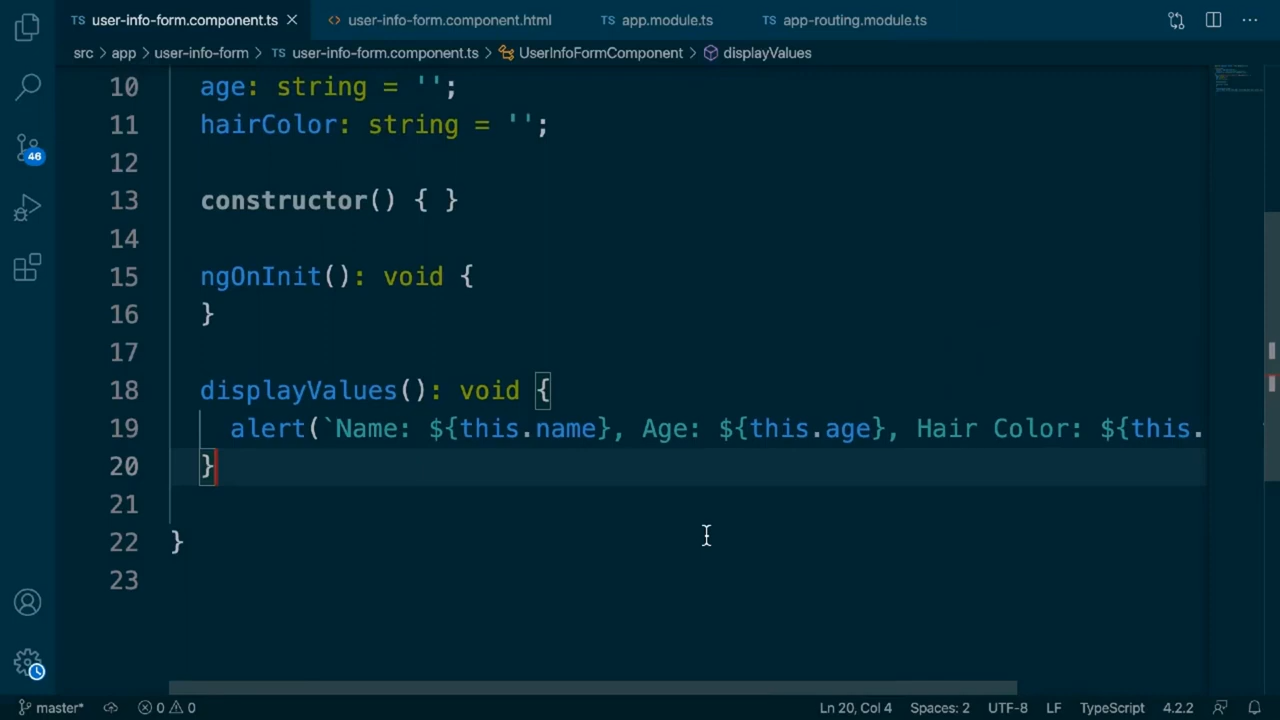 TS user-info-form.component.ts
<> user-info-form.component.html
TS app.module.ts
TS app-routing.module.ts
src > app > user-info-form > TS user-info-form.component.ts > UserInfoFormComponent > displayValues
10 age: string = '';
11 hairColor: string = '';
12
13 constructor() { }
14
15 ngOnInit(): void {
16 }
17
18 displayValues(): void {
19 alert(`Name: ${this.name}, Age: ${this.age}, Hair Color: ${this.
20 }
21
22 }
23
46
master* 0 0 Ln 20, Col 4 Spaces: 2 UTF-8 LF TypeScript 4.2.2